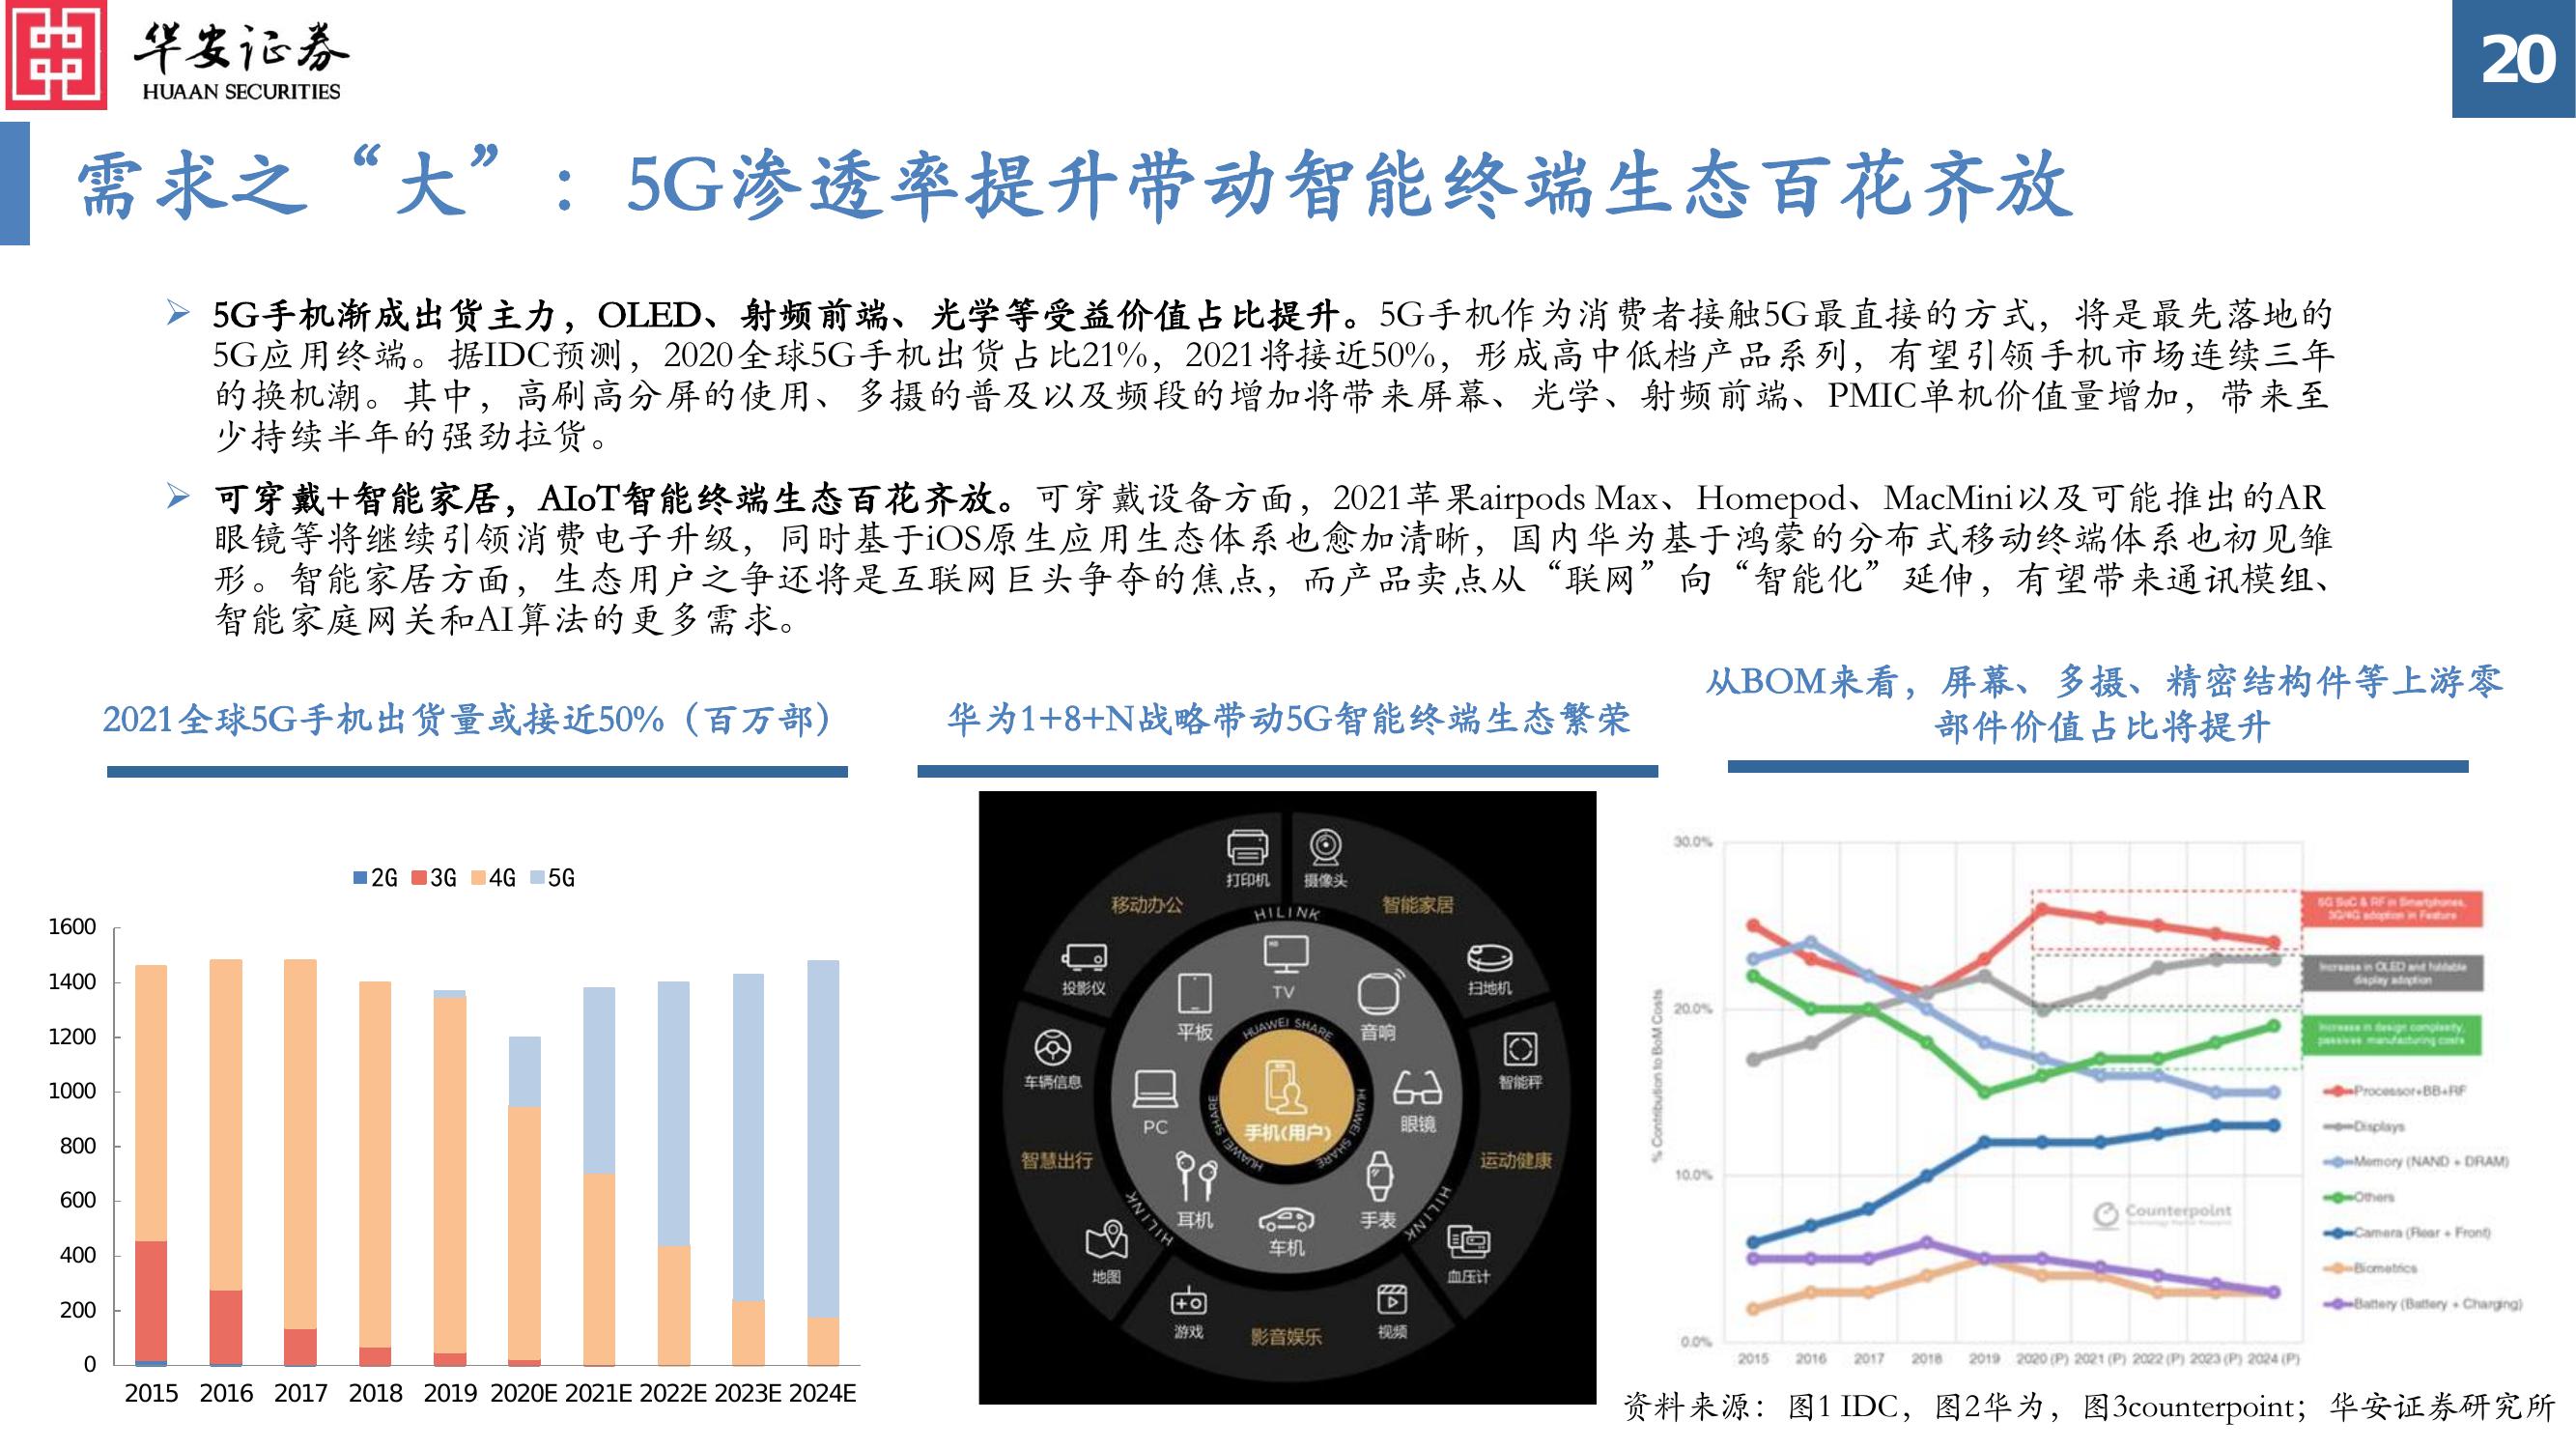 华安证券
HUAAN SECURITIES
20
需求之“大”：5G渗透率提升带动智能终端生态百花齐放
5G手机渐成出货主力，OLED、射频前端、光学等受益价值占比提升。5G手机作为消费者接触5G最直接的方式，将是最先落地的
5G应用终端。据IDC预测，2020全球5G手机出货占比21%，2021将接近50%，形成高中低档产品系列，有望引领手机市场连续三年
的换机潮。其中，高刷高分屏的使用、多摄的普及以及频段的增加将带来屏幕、光学、射频前端、PMIC单机价值量增加，带来至
少持续半年的强劲拉货。
可穿戴+智能家居，AIoT智能终端生态百花齐放。可穿戴设备方面，2021苹果airpods Max、Homepod、MacMini以及可能推出的AR
眼镜等将继续引领消费电子升级，同时基于iOS原生应用生态体系也愈加清晰，国内华为基于鸿蒙的分布式移动终端体系也初见雏
形。智能家居方面，生态用户之争还将是互联网巨头争夺的焦点，而产品卖点从“联网”向“智能化”延伸，有望带来通讯模组、
智能家庭网关和AI算法的更多需求。
2021全球5G手机出货量或接近50%（百万部）
2G 3G 4G 5G
1600
1400
1200
1000
800
600
400
200
0
2015 2016 2017 2018 2019 2020E 2021E 2022E 2023E 2024E
华为1+8+N战略带动5G智能终端生态繁荣
打印机
摄像头
移动办公
智能家居
HILINK
投影仪
TV
扫地机
平板
音响
HUAWEI SHARE
车辆信息
智能秤
PC
手机(用户)
眼镜
HUAWEI SHARE
HUAWEI SHARE
智慧出行
运动健康
耳机
手表
HILINK
HILINK
车机
地图
血压计
游戏
视频
影音娱乐
从BOM来看，屏幕、多摄、精密结构件等上游零
部件价值占比将提升
30.0%
20.0%
10.0%
0.0%
% Contribution to BoM Costs
5G SoC & RF in Smartphones,
3G/4G adoption in Feature
Increase in OLED and foldable
display adoption
Increase in design complexity,
passives manufacturing costs
Processor+BB+RF
Displays
Memory (NAND + DRAM)
Others
Camera (Rear + Front)
Biometrics
Battery (Battery + Charging)
Counterpoint
Technology Market Research
2015 2016 2017 2018 2019 2020 (P) 2021 (P) 2022 (P) 2023 (P) 2024 (P)
资料来源：图1 IDC，图2华为，图3counterpoint；华安证券研究所